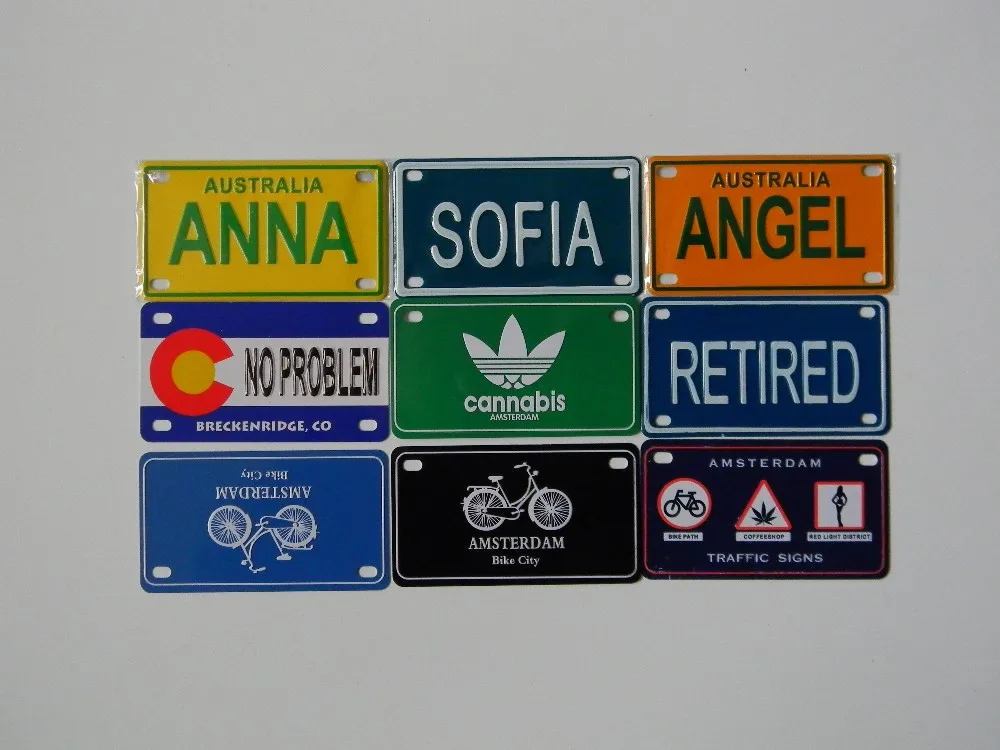 AUSTRALIA
ANNA
SOFIA
AUSTRALIA
ANGEL
NO PROBLEM
BRECKENRIDGE, CO
cannabis
AMSTERDAM
RETIRED
AMSTERDAM
Bike City
AMSTERDAM
Bike City
AMSTERDAM
BIKE PATH
COFFEESHOP
RED LIGHT DISTRICT
TRAFFIC SIGNS